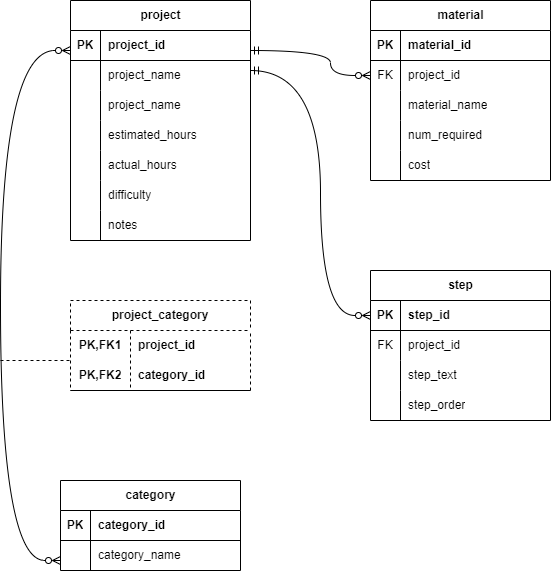 project
PK project_id
project_name
project_name
estimated_hours
actual_hours
difficulty
notes
material
PK material_id
FK project_id
material_name
num_required
cost
step
PK step_id
FK project_id
step_text
step_order
project_category
PK,FK1 project_id
PK,FK2 category_id
category
PK category_id
category_name